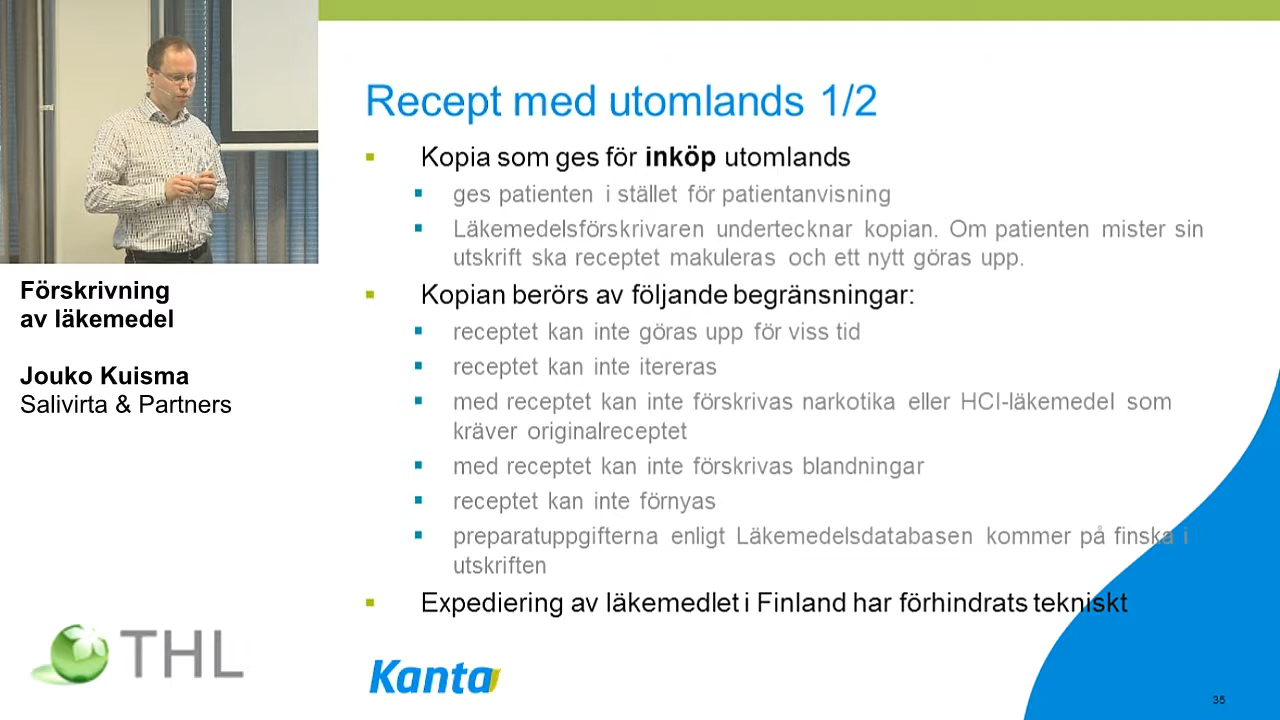 Recept med utomlands 1/2
Kopia som ges för inköp utomlands
ges patienten i stället för patientanvisning
Läkemedelsförskrivaren undertecknar kopian. Om patienten mister sin
utskrift ska receptet makuleras och ett nytt göras upp.
Kopian berörs av följande begränsningar:
receptet kan inte göras upp för viss tid
receptet kan inte itereras
med receptet kan inte förskrivas narkotika eller HCI-läkemedel som
kräver originalreceptet
med receptet kan inte förskrivas blandningar
receptet kan inte förnyas
preparatuppgifterna enligt Läkemedelsdatabasen kommer på finska i
utskriften
Expediering av läkemedlet i Finland har förhindrats tekniskt
Förskrivning
av läkemedel
Jouko Kuisma
Salivirta & Partners
THL
Kanta
35